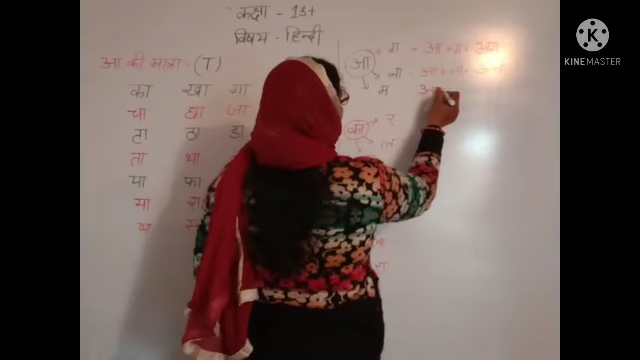 कक्षा - 1st
विषय - हिन्दी
आ की मात्रा - (ा)
का खा गा
चा छा जा
टा ठा डा
ता था
पा फा
या रा
षा स
आ
ग - आ + ग =
ना - आ +
म
का
र
ल
रा
KINEMASTER